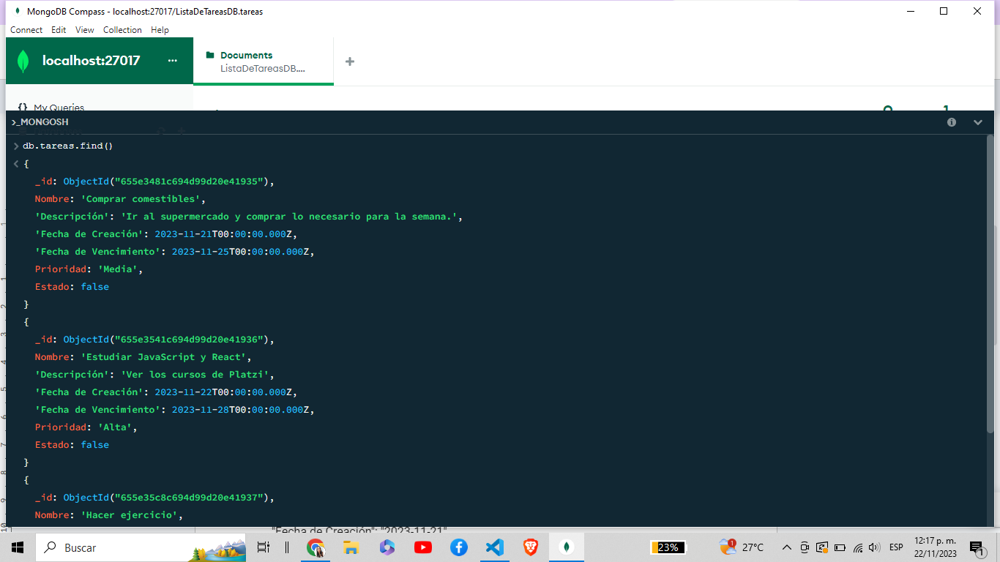 MongoDB Compass - localhost:27017/ListaDeTareasDB.tareas
Connect Edit View Collection Help
localhost:27017 ...
Documents
ListaDeTareasDB....
My Queries
>_MONGOSH
db.tareas.find()
{
_id: ObjectId("655e3481c694d99d20e41935"),
Nombre: 'Comprar comestibles',
'Descripción': 'Ir al supermercado y comprar lo necesario para la semana.',
'Fecha de Creación': 2023-11-21T00:00:00.000Z,
'Fecha de Vencimiento': 2023-11-25T00:00:00.000Z,
Prioridad: 'Media',
Estado: false
}
{
_id: ObjectId("655e3541c694d99d20e41936"),
Nombre: 'Estudiar JavaScript y React',
'Descripción': 'Ver los cursos de Platzi',
'Fecha de Creación': 2023-11-22T00:00:00.000Z,
'Fecha de Vencimiento': 2023-11-28T00:00:00.000Z,
Prioridad: 'Alta',
Estado: false
}
{
_id: ObjectId("655e35c8c694d99d20e41937"),
Nombre: 'Hacer ejercicio',
"Fecha de Creación": "2023-11-21"
Buscar
23%
1
27°C
ESP
12:17 p. m.
22/11/2023
1